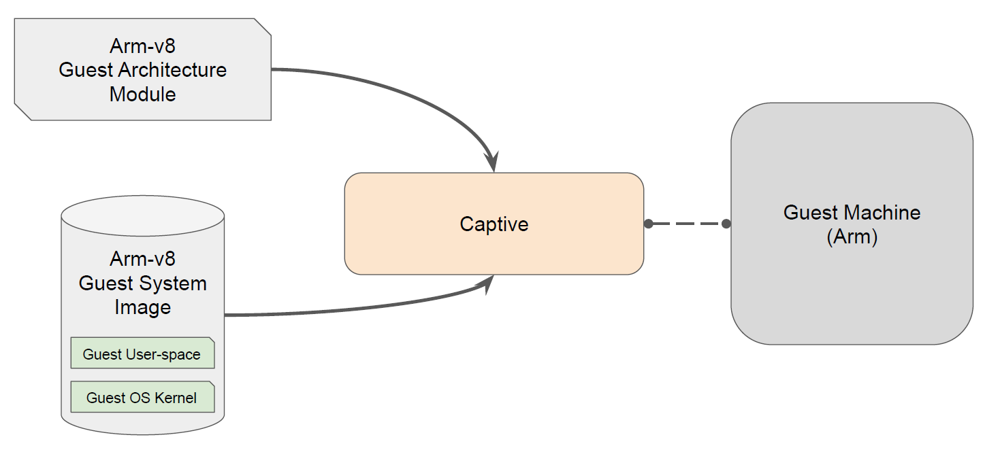 Arm-v8
Guest Architecture
Module
Captive
Guest Machine
(Arm)
Arm-v8
Guest System
Image
Guest User-space
Guest OS Kernel